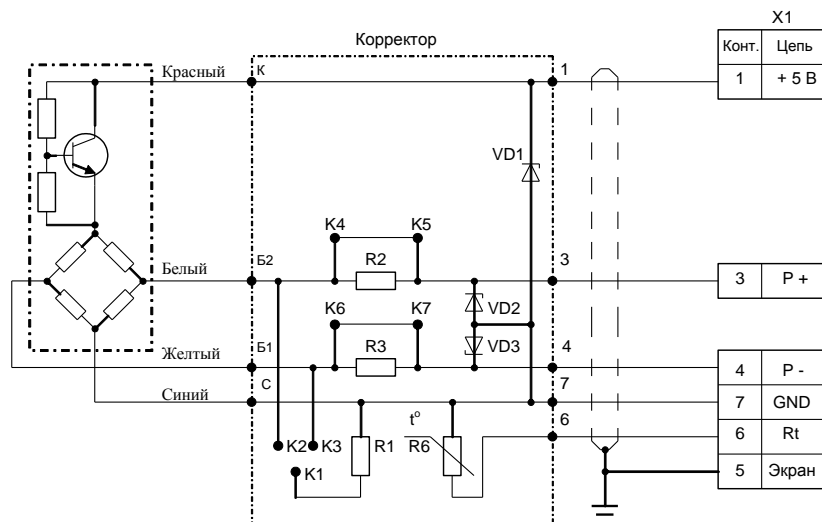 X1
Корректор
Конт. Цепь
Красный К 1 1 + 5 В
VD1
K4 K5
Белый Б2 R2 3 3 P +
VD2
K6 K7
VD3
Желтый Б1 R3 4 4 P -
Синий С 7 7 GND
t° 6 6 Rt
K2 K3 R1 R6
K1 5 Экран